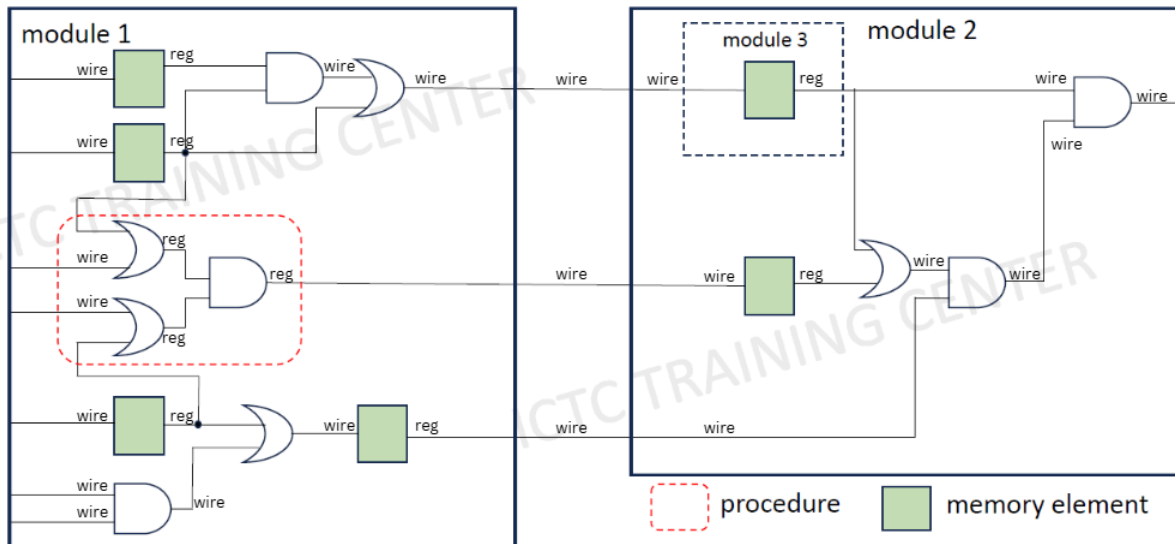 module 1
module 2
module 3
wire
reg
wire
wire
wire
wire
reg
wire
wire
wire
reg
wire
reg
wire
reg
wire
wire
reg
wire
reg
wire
wire
wire
reg
wire
reg
wire
wire
reg
wire
wire
wire
wire
wire
procedure
memory element
ICTC TRAINING CENTER
ICTC TRAINING CENTER